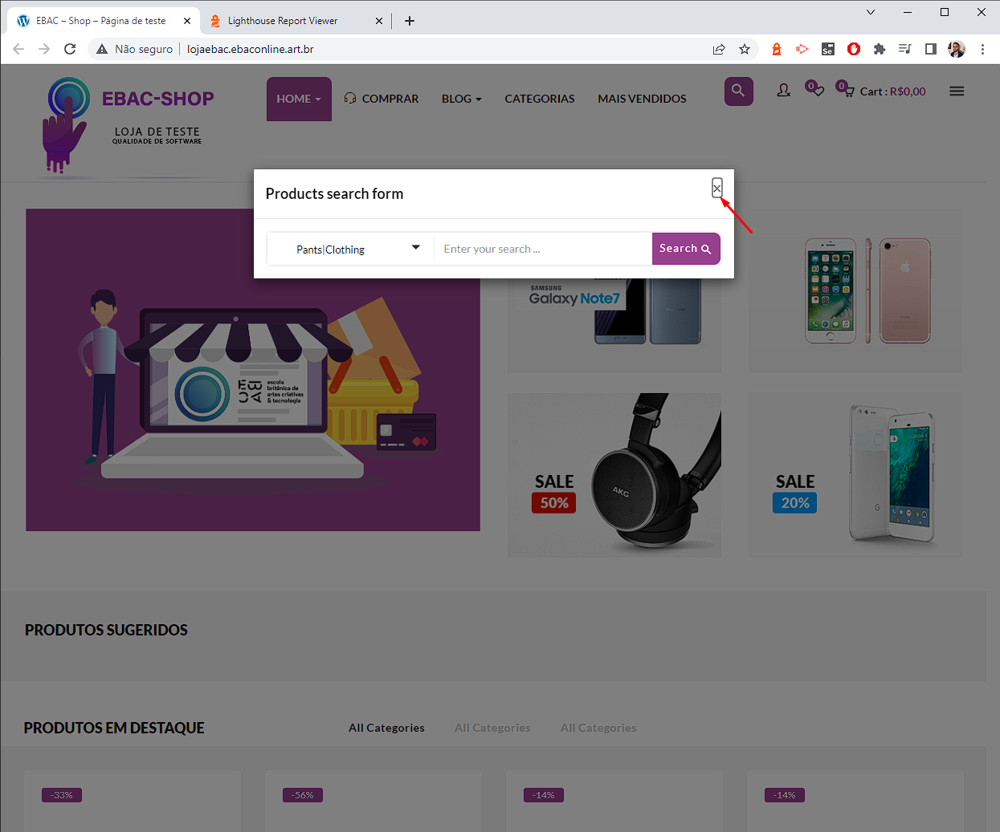 EBAC – Shop – Página de teste
Lighthouse Report Viewer
Não seguro
lojaebac.ebaconline.art.br
EBAC-SHOP
LOJA DE TESTE
QUALIDADE DE SOFTWARE
HOME
COMPRAR
BLOG
CATEGORIAS
MAIS VENDIDOS
0
0
Cart : R$0,00
Products search form
Pants|Clothing
Enter your search ...
Search
SAMSUNG
Galaxy Note7
EBAC
escola
britânica de
artes criativas
& tecnologia
AKG
SALE
50%
SALE
20%
PRODUTOS SUGERIDOS
PRODUTOS EM DESTAQUE
All Categories
All Categories
All Categories
-33%
-56%
-14%
-14%